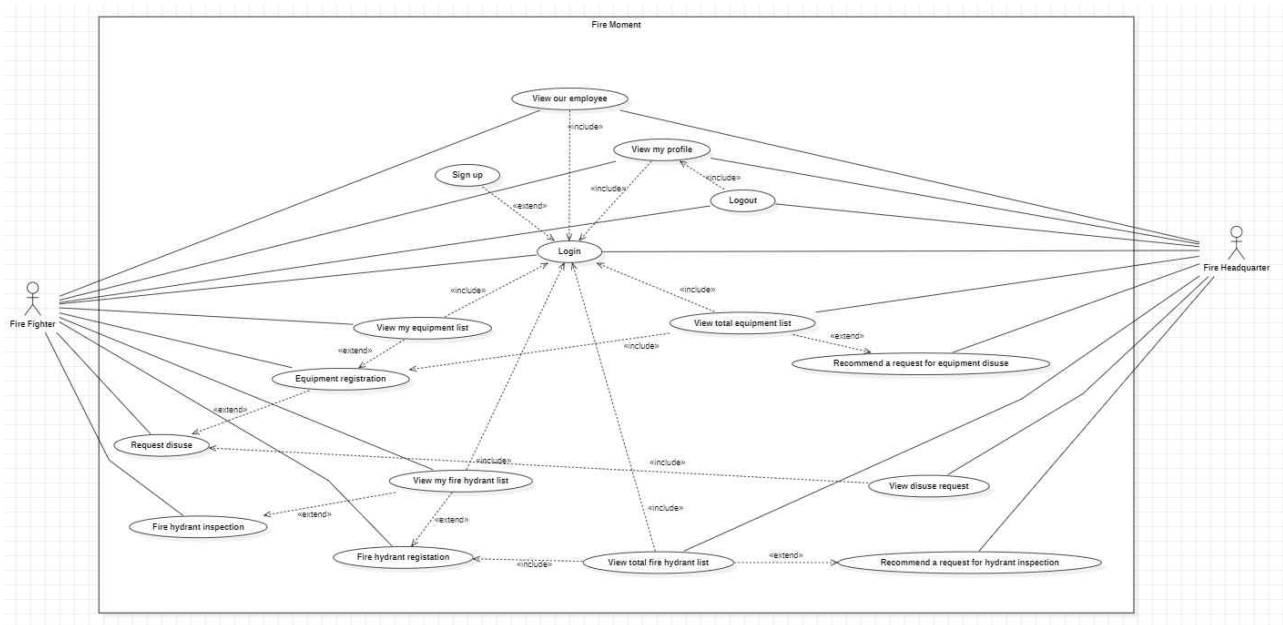 Fire Moment
View our employee
«include»
View my profile
Sign up
«include»
«include»
Logout
«extend»
Login
Fire Headquarter
«include»
«include»
Fire Fighter
View my equipment list
View total equipment list
«extend»
«include»
«extend»
Recommend a request for equipment disuse
Equipment registration
«extend»
Request disuse
«include»
«include»
View my fire hydrant list
View disuse request
«include»
«extend»
«extend»
Fire hydrant inspection
Fire hydrant registation
«include»
View total fire hydrant list
«extend»
Recommend a request for hydrant inspection